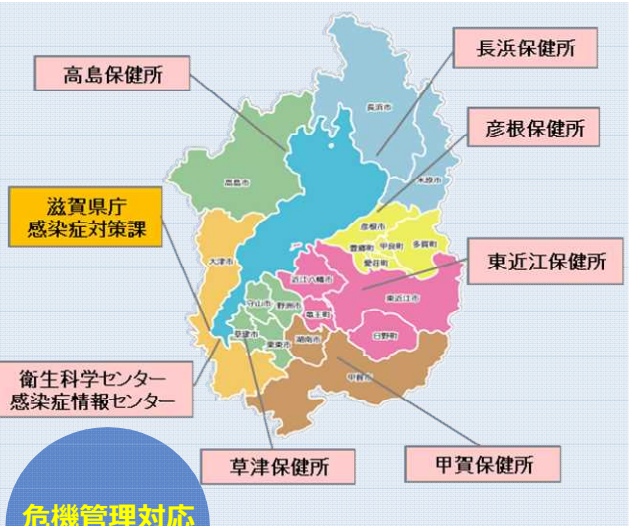 長浜保健所
高島保健所
長浜市
彦根保健所
高島市
米原市
滋賀県庁
感染症対策課
彦根市
豊郷町
甲良町
多賀町
愛荘町
大津市
東近江保健所
近江八幡市
東近江市
守山市
野洲市
竜王町
草津市
湖南市
日野町
栗東市
甲賀市
衛生科学センター
感染症情報センター
草津保健所
甲賀保健所
危機管理対応